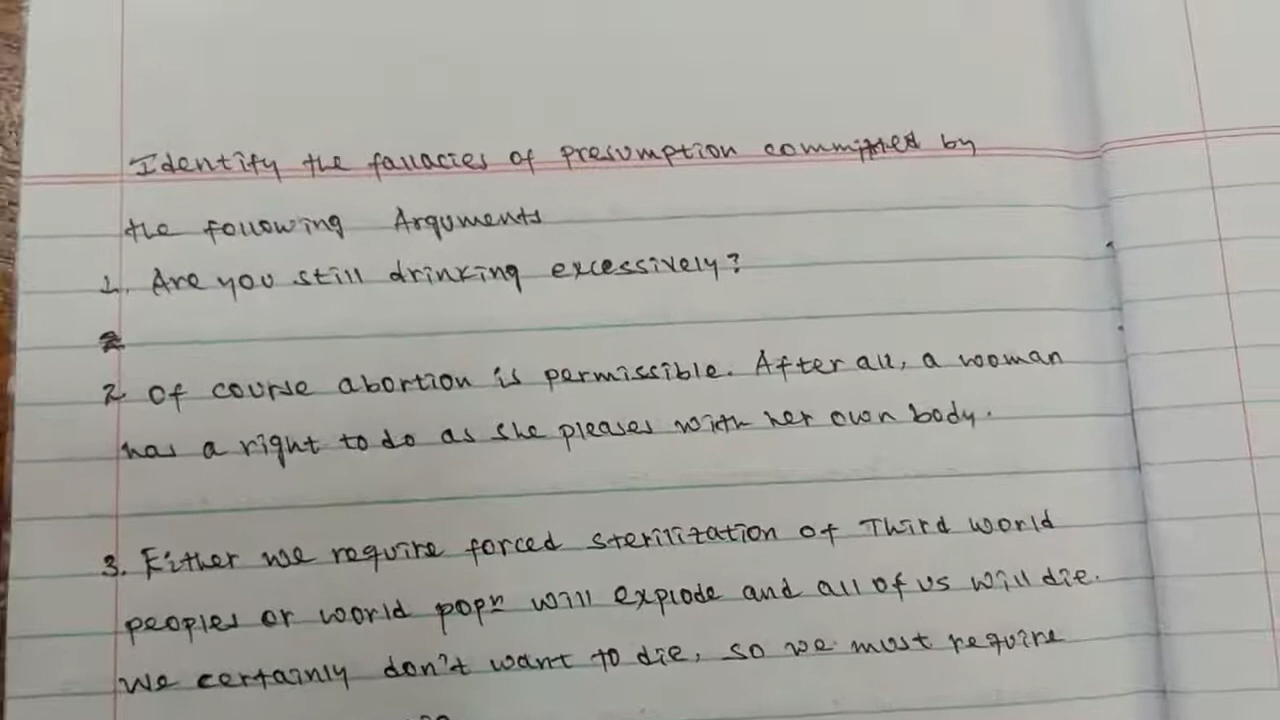 Identify the fallacies of presumption committed by
the following Arguments
1. Are you still drinking excessively?
2 Of course abortion is permissible. After all, a woman
has a right to do as she pleases with her own body.
3. Either we require forced sterilization of Third World
peoples or world popn will explode and all of us will die.
We certainly don't want to die, so we must require